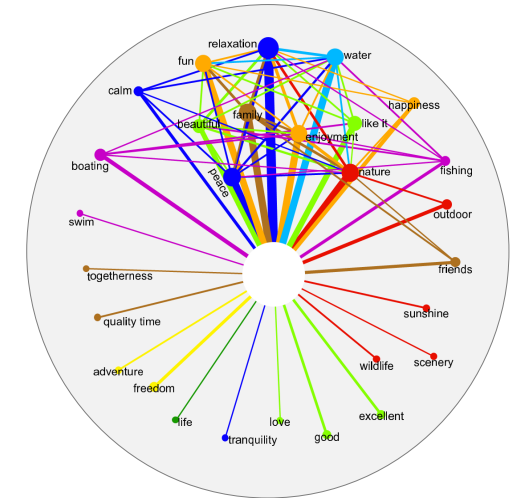 relaxation
water
fun
calm
happiness
family
beautiful
like it
enjoyment
boating
peace
nature
fishing
outdoor
swim
friends
togetherness
quality time
sunshine
adventure
freedom
wildlife
scenery
life
tranquility
love
good
excellent